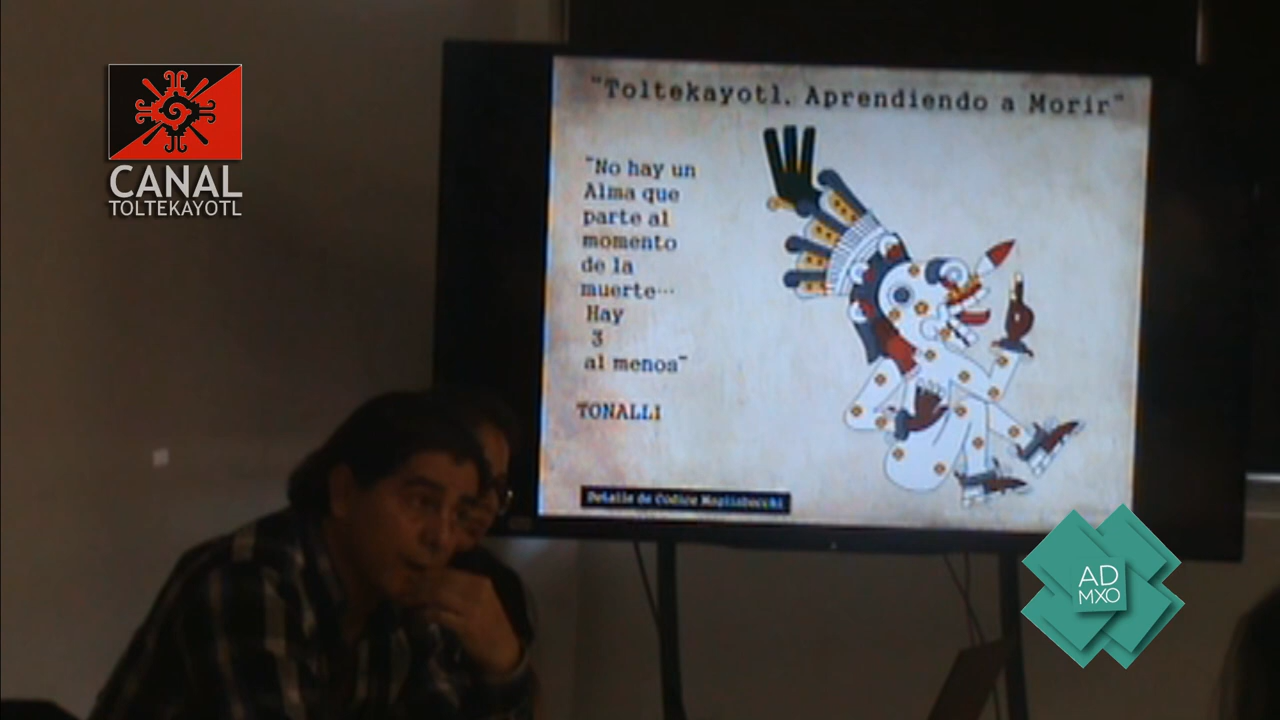 CANAL
TOLTEKAYOTL
"Toltekayotl. Aprendiendo a Morir"
"No hay un
Alma que
parte al
momento
de la
muerte...
Hay
3
al menos"
TONALLI
Detalle de Codice Magliabecchi
AD
MXO